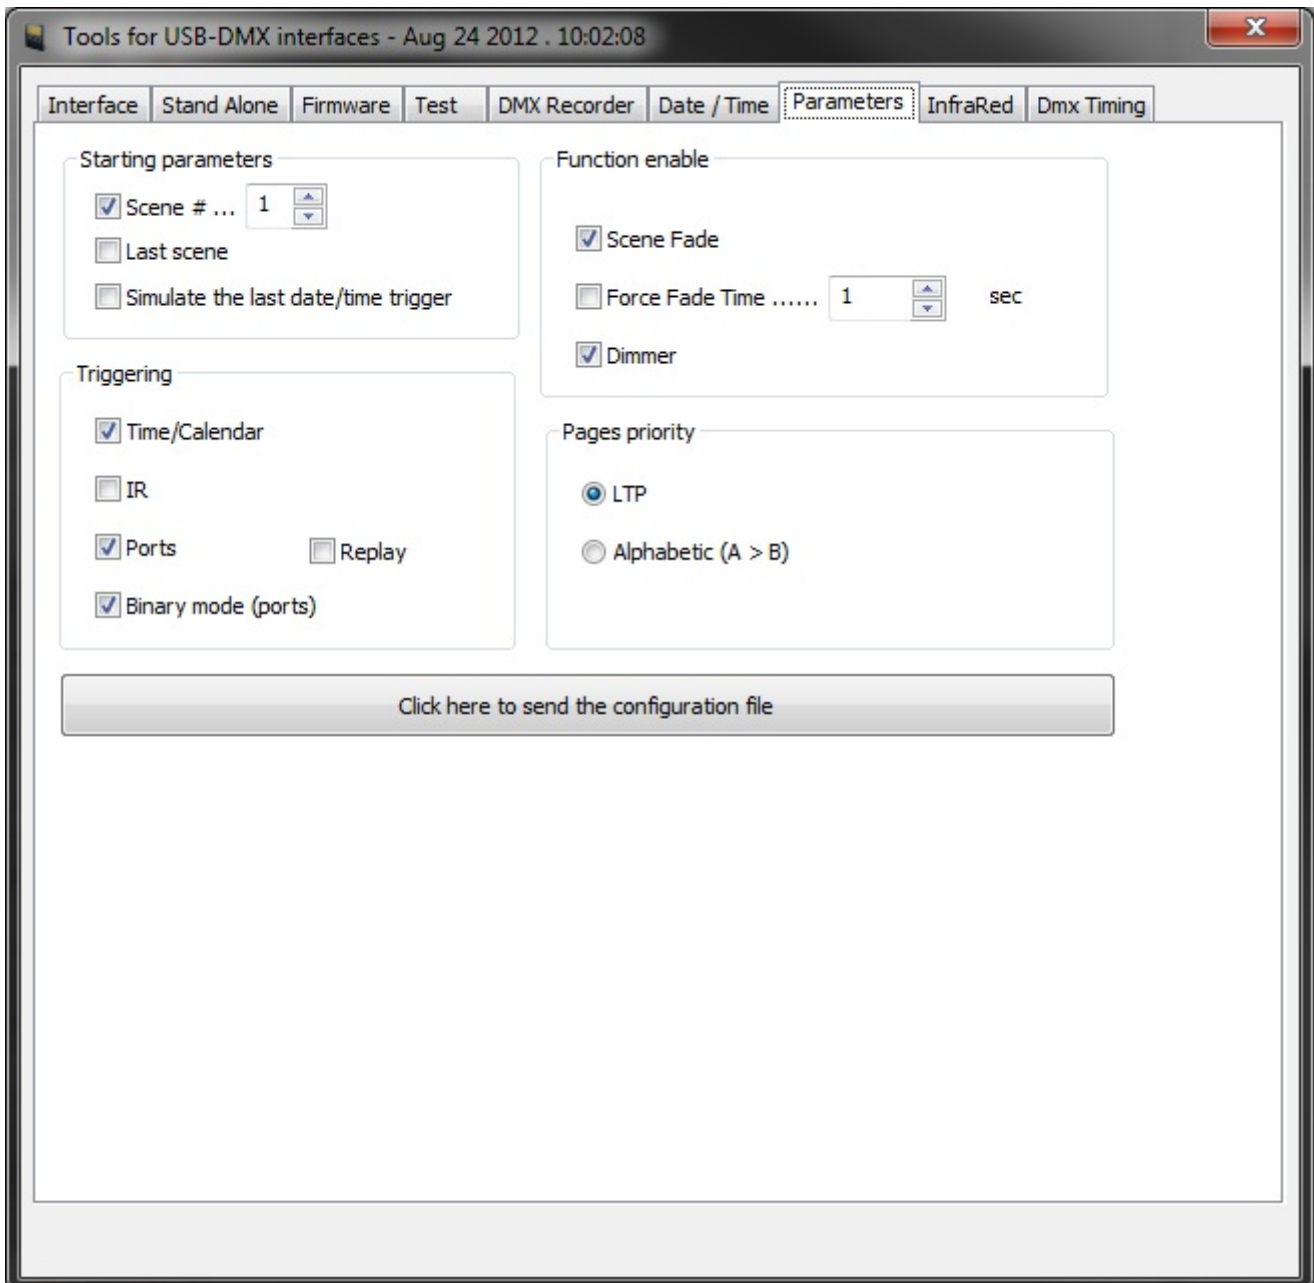 Tools for USB-DMX interfaces - Aug 24 2012 . 10:02:08
Interface Stand Alone Firmware Test DMX Recorder Date / Time Parameters InfraRed Dmx Timing
Starting parameters
Scene # ... 1
Last scene
Simulate the last date/time trigger
Function enable
Scene Fade
Force Fade Time ...... 1 sec
Dimmer
Triggering
Time/Calendar
IR
Ports Replay
Binary mode (ports)
Pages priority
LTP
Alphabetic (A > B)
Click here to send the configuration file